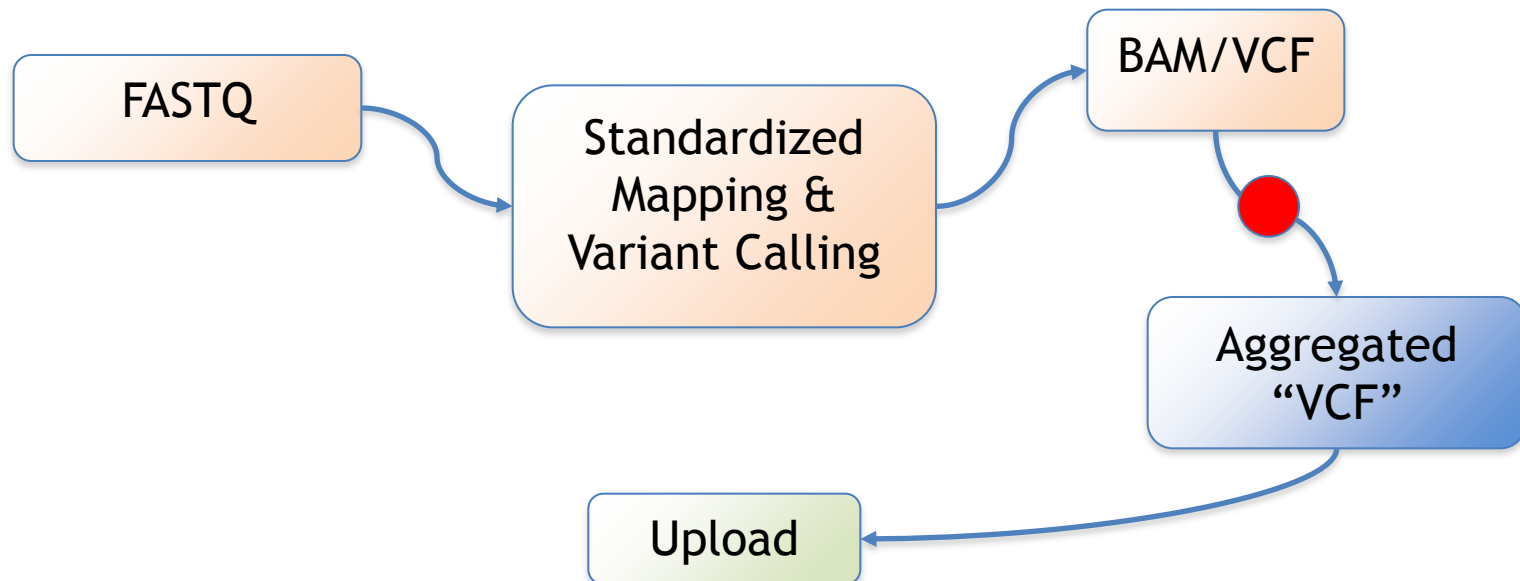 FASTQ
Standardized
Mapping &
Variant Calling
BAM/VCF
Aggregated
“VCF”
Upload